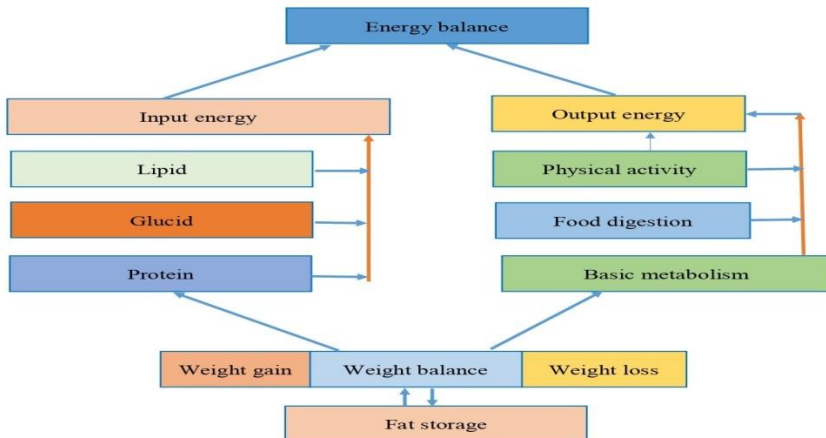 Energy balance
Input energy
Output energy
Lipid
Physical activity
Glucid
Food digestion
Protein
Basic metabolism
Weight gain
Weight balance
Weight loss
Fat storage